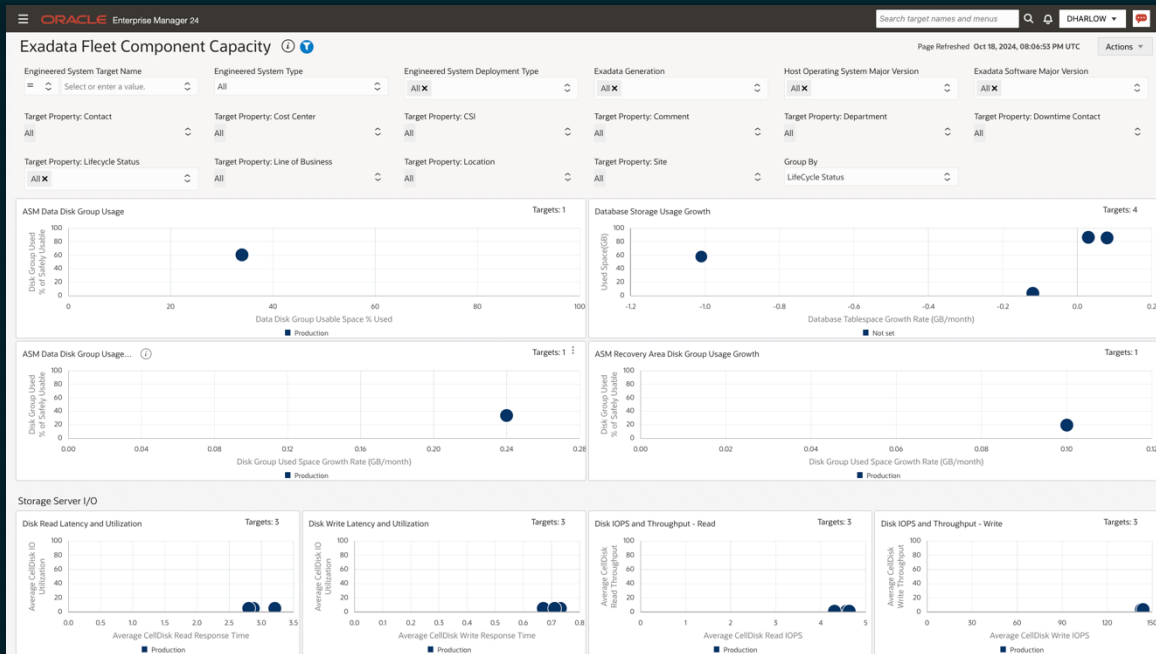 ORACLE Enterprise Manager 24
Search target names and menus
DHARLOW
Exadata Fleet Component Capacity
Page Refreshed Oct 18, 2024, 08:06:53 PM UTC
Actions
Engineered System Target Name Engineered System Type Engineered System Deployment Type Exadata Generation Host Operating System Major Version Exadata Software Major Version
= Select or enter a value. All All × All × All × All ×
Target Property: Contact Target Property: Cost Center Target Property: CSI Target Property: Comment Target Property: Department Target Property: Downtime Contact
All All All All All All
Target Property: Lifecycle Status Target Property: Line of Business Target Property: Location Target Property: Site Group By
All × All All All LifeCycle Status
ASM Data Disk Group Usage Targets: 1
Disk Group Used
% of Safely Usable
100
80
60
40
20
0
0 20 40 60 80 100
Data Disk Group Usable Space % Used
Production
Database Storage Usage Growth Targets: 4
Used Space(GB)
100
80
60
40
20
0
-1.2 -1.0 -0.8 -0.6 -0.4 -0.2 0.0 0.2
Database Tablespace Growth Rate (GB/month)
Not set
ASM Data Disk Group Usage... Targets: 1
Disk Group Used
% of Safely Usable
100
80
60
40
20
0
0.00 0.04 0.08 0.12 0.16 0.20 0.24 0.28
Disk Group Used Space Growth Rate (GB/month)
Production
ASM Recovery Area Disk Group Usage Growth Targets: 1
Disk Group Used
% of Safely Usable
100
80
60
40
20
0
0.00 0.02 0.04 0.06 0.08 0.10 0.12
Disk Group Used Space Growth Rate (GB/month)
Production
Storage Server I/O
Disk Read Latency and Utilization Targets: 3
Average CellDisk IO
Utilization
100
80
60
40
20
0
0.0 0.5 1.0 1.5 2.0 2.5 3.0 3.5
Average CellDisk Read Response Time
Production
Disk Write Latency and Utilization Targets: 3
Average CellDisk IO
Utilization
100
80
60
40
20
0
0.0 0.1 0.2 0.3 0.4 0.5 0.6 0.7 0.8
Average CellDisk Write Response Time
Production
Disk IOPS and Throughput - Read Targets: 3
Average CellDisk
Read Throughput
100
80
60
40
20
0
0 1 2 3 4 5
Average CellDisk Read IOPS
Production
Disk IOPS and Throughput - Write Targets: 3
Average CellDisk
Write Throughput
100
80
60
40
20
0
0 30 60 90 120 150
Average CellDisk Write IOPS
Production